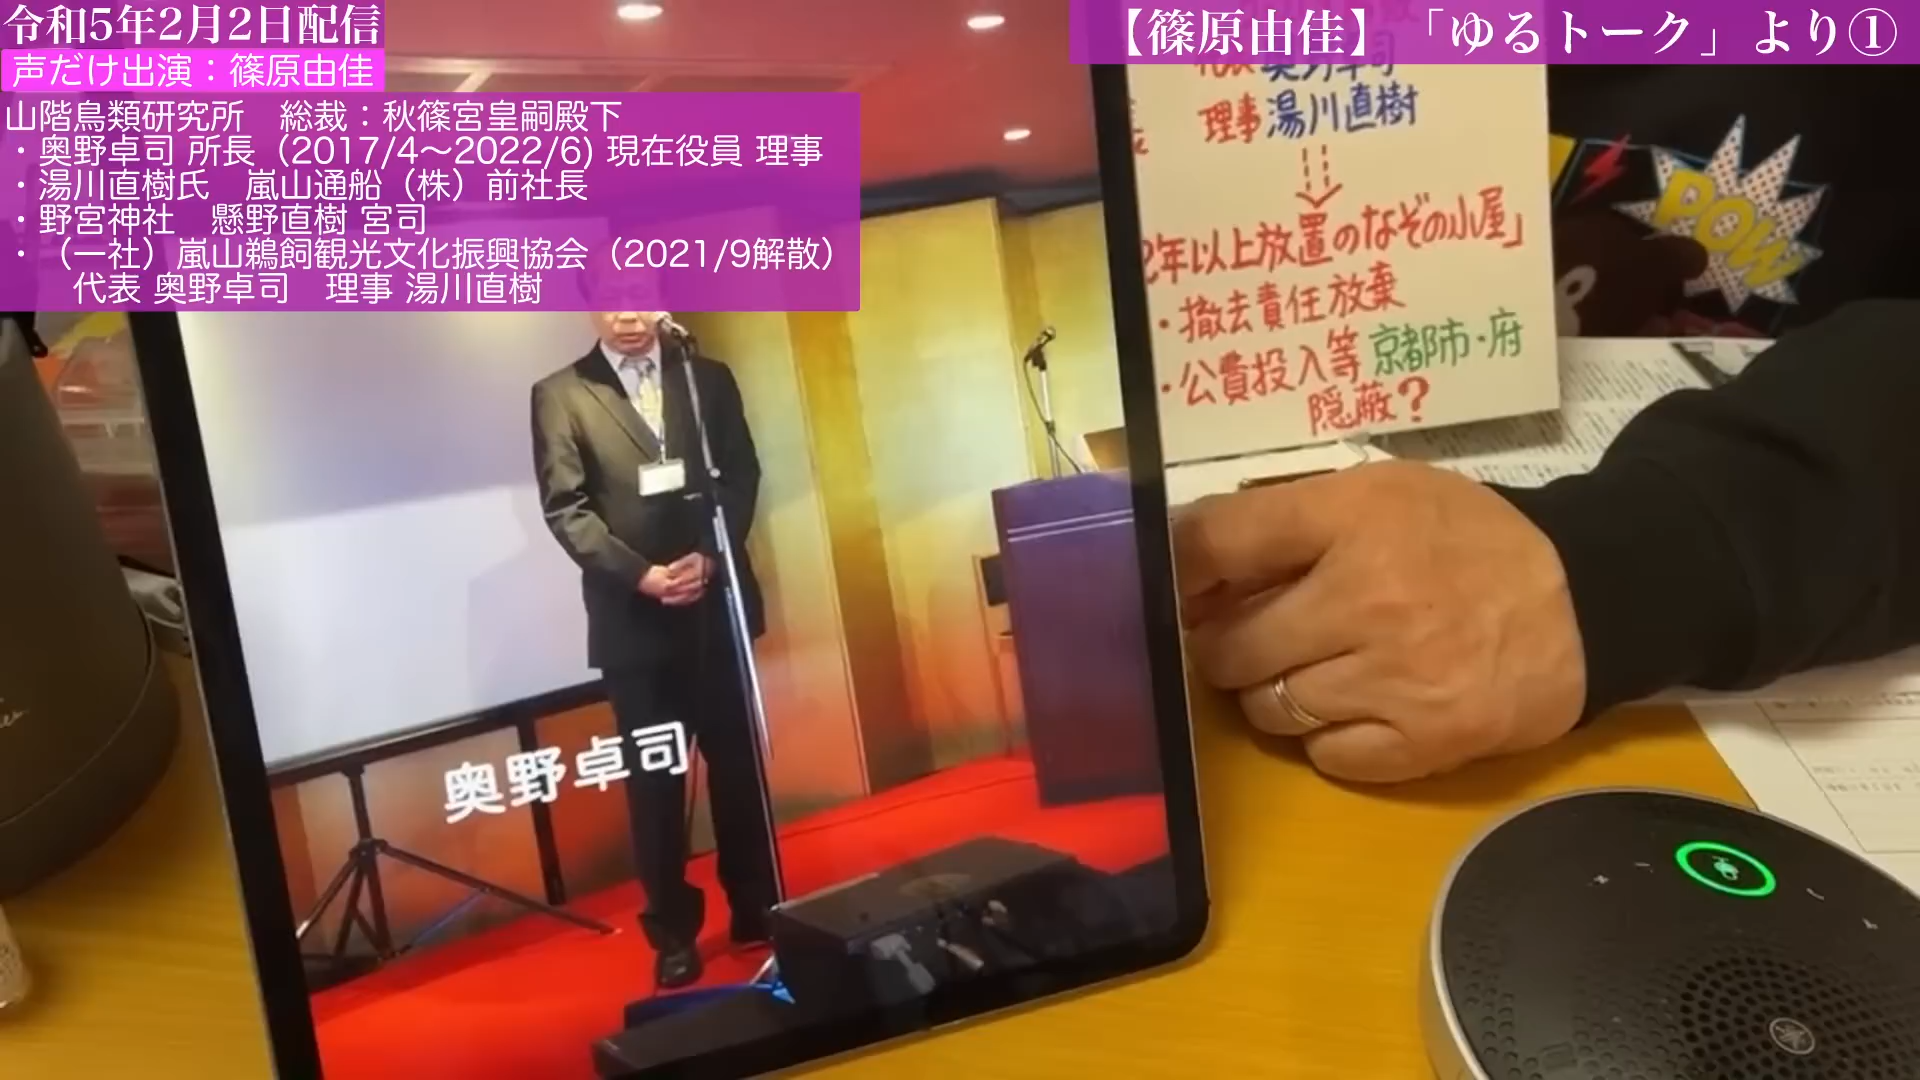 令和5年2月2日配信
声だけ出演：篠原由佳
【篠原由佳】「ゆるトーク」より①
山階鳥類研究所　総裁：秋篠宮皇嗣殿下
・奥野卓司 所長（2017/4〜2022/6) 現在役員 理事
・湯川直樹氏　嵐山通船（株）前社長
・野宮神社　懸野直樹 宮司
・（一社）嵐山鵜飼観光文化振興協会（2021/9解散）
代表 奥野卓司　理事 湯川直樹
奥野卓司
理事 湯川直樹
年以上放置のなぞの小屋」
・撤去責任放棄
・公費投入等 京都市・府
隠蔽？
POW
奥野卓司